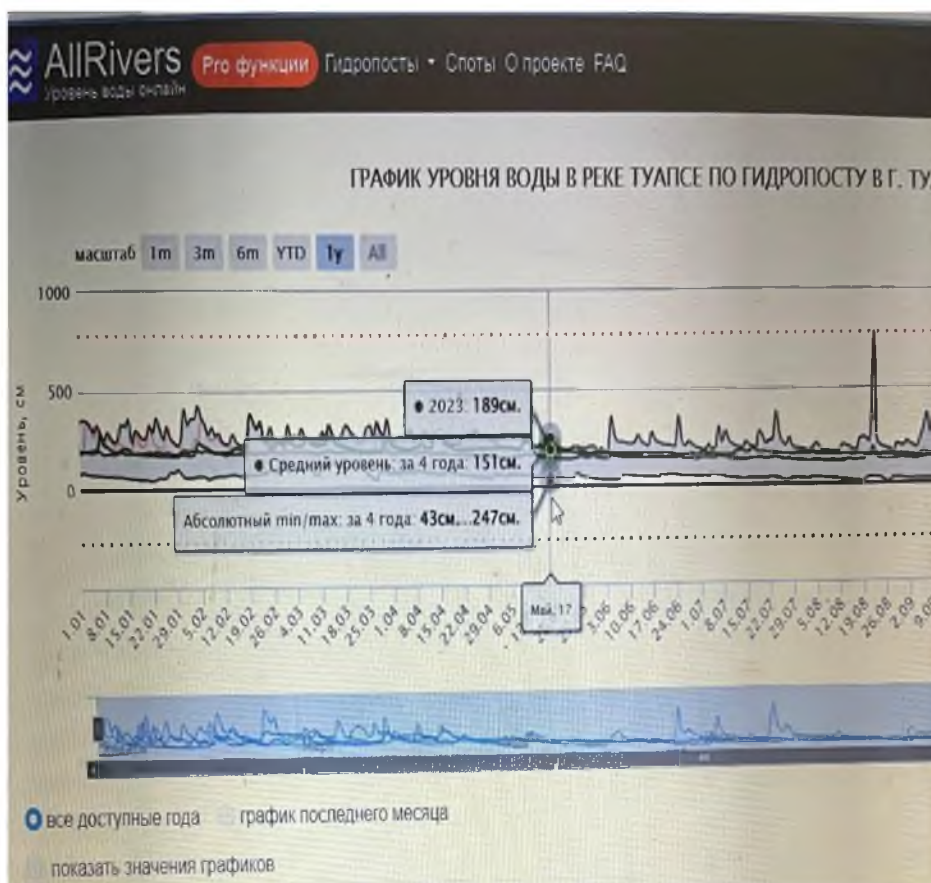 AllRivers
Уровень воды онлайн
Pro функции Гидропосты Споты О проекте FAQ
ГРАФИК УРОВНЯ ВОДЫ В РЕКЕ ТУАПСЕ ПО ГИДРОПОСТУ В Г. ТУ
масштаб 1m 3m 6m YTD 1y All
Уровень, см
1000
500
0
2023: 189см.
Средний уровень: за 4 года: 151см.
Абсолютный min/max: за 4 года: 43см...247см.
Май, 17
1.01 8.01 15.01 22.01 29.01 5.02 12.02 19.02 26.02 4.03 11.03 18.03 25.03 1.04 8.04 15.04 22.04 29.04 6.05 3.06 10.06 17.06 24.06 1.07 8.07 15.07 22.07 29.07 5.08 12.08 19.08 26.08 2.09
все доступные года график последнего месяца
показать значения графиков